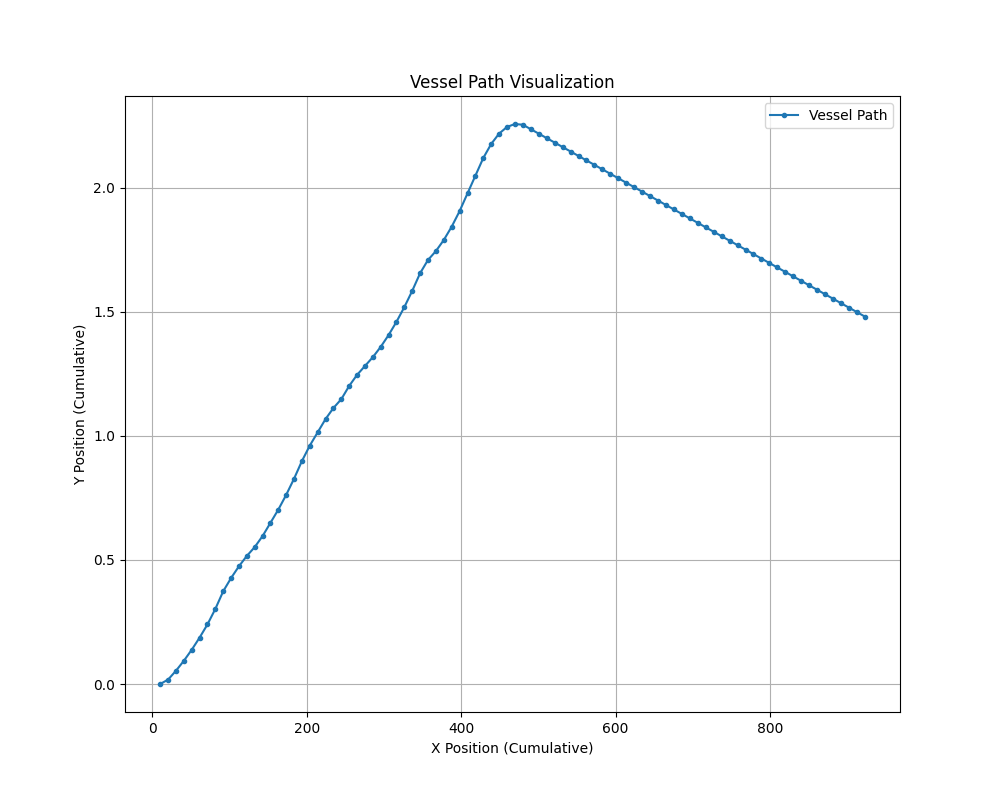 Vessel Path Visualization
Vessel Path
Y Position (Cumulative)
2.0
1.5
1.0
0.5
0.0
0 200 400 600 800
X Position (Cumulative)